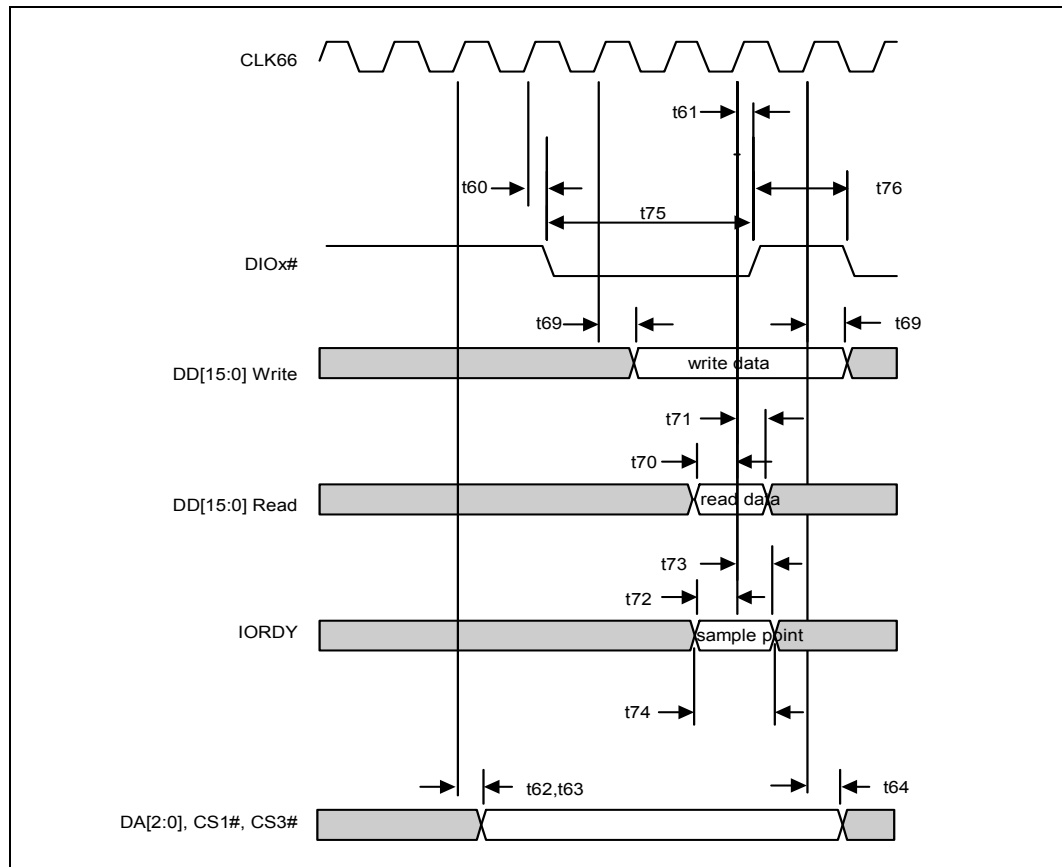 CLK66
t61
t60
t76
t75
DIOx#
t69
t69
write data
DD[15:0] Write
t71
t70
read data
DD[15:0] Read
t73
t72
IORDY
sample point
t74
t62,t63
t64
DA[2:0], CS1#, CS3#